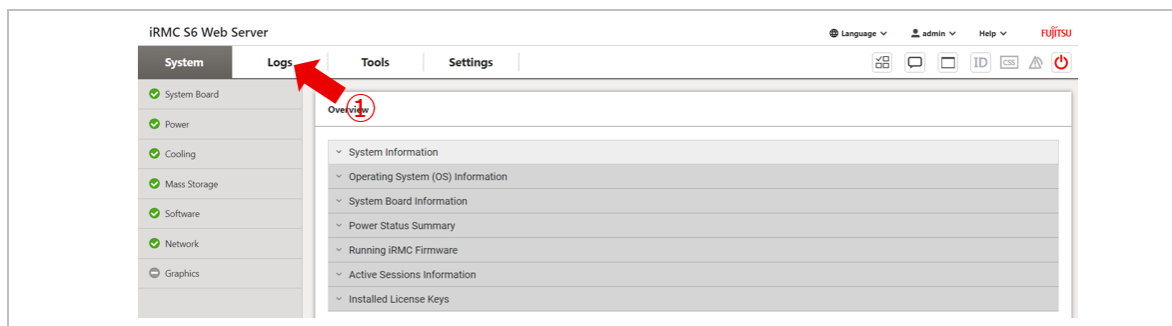 iRMC S6 Web Server
Language admin Help FUJITSU
System Logs Tools Settings
ID CSS
System Board
Power
Cooling
Mass Storage
Software
Network
Graphics
①
Overview
System Information
Operating System (OS) Information
System Board Information
Power Status Summary
Running iRMC Firmware
Active Sessions Information
Installed License Keys